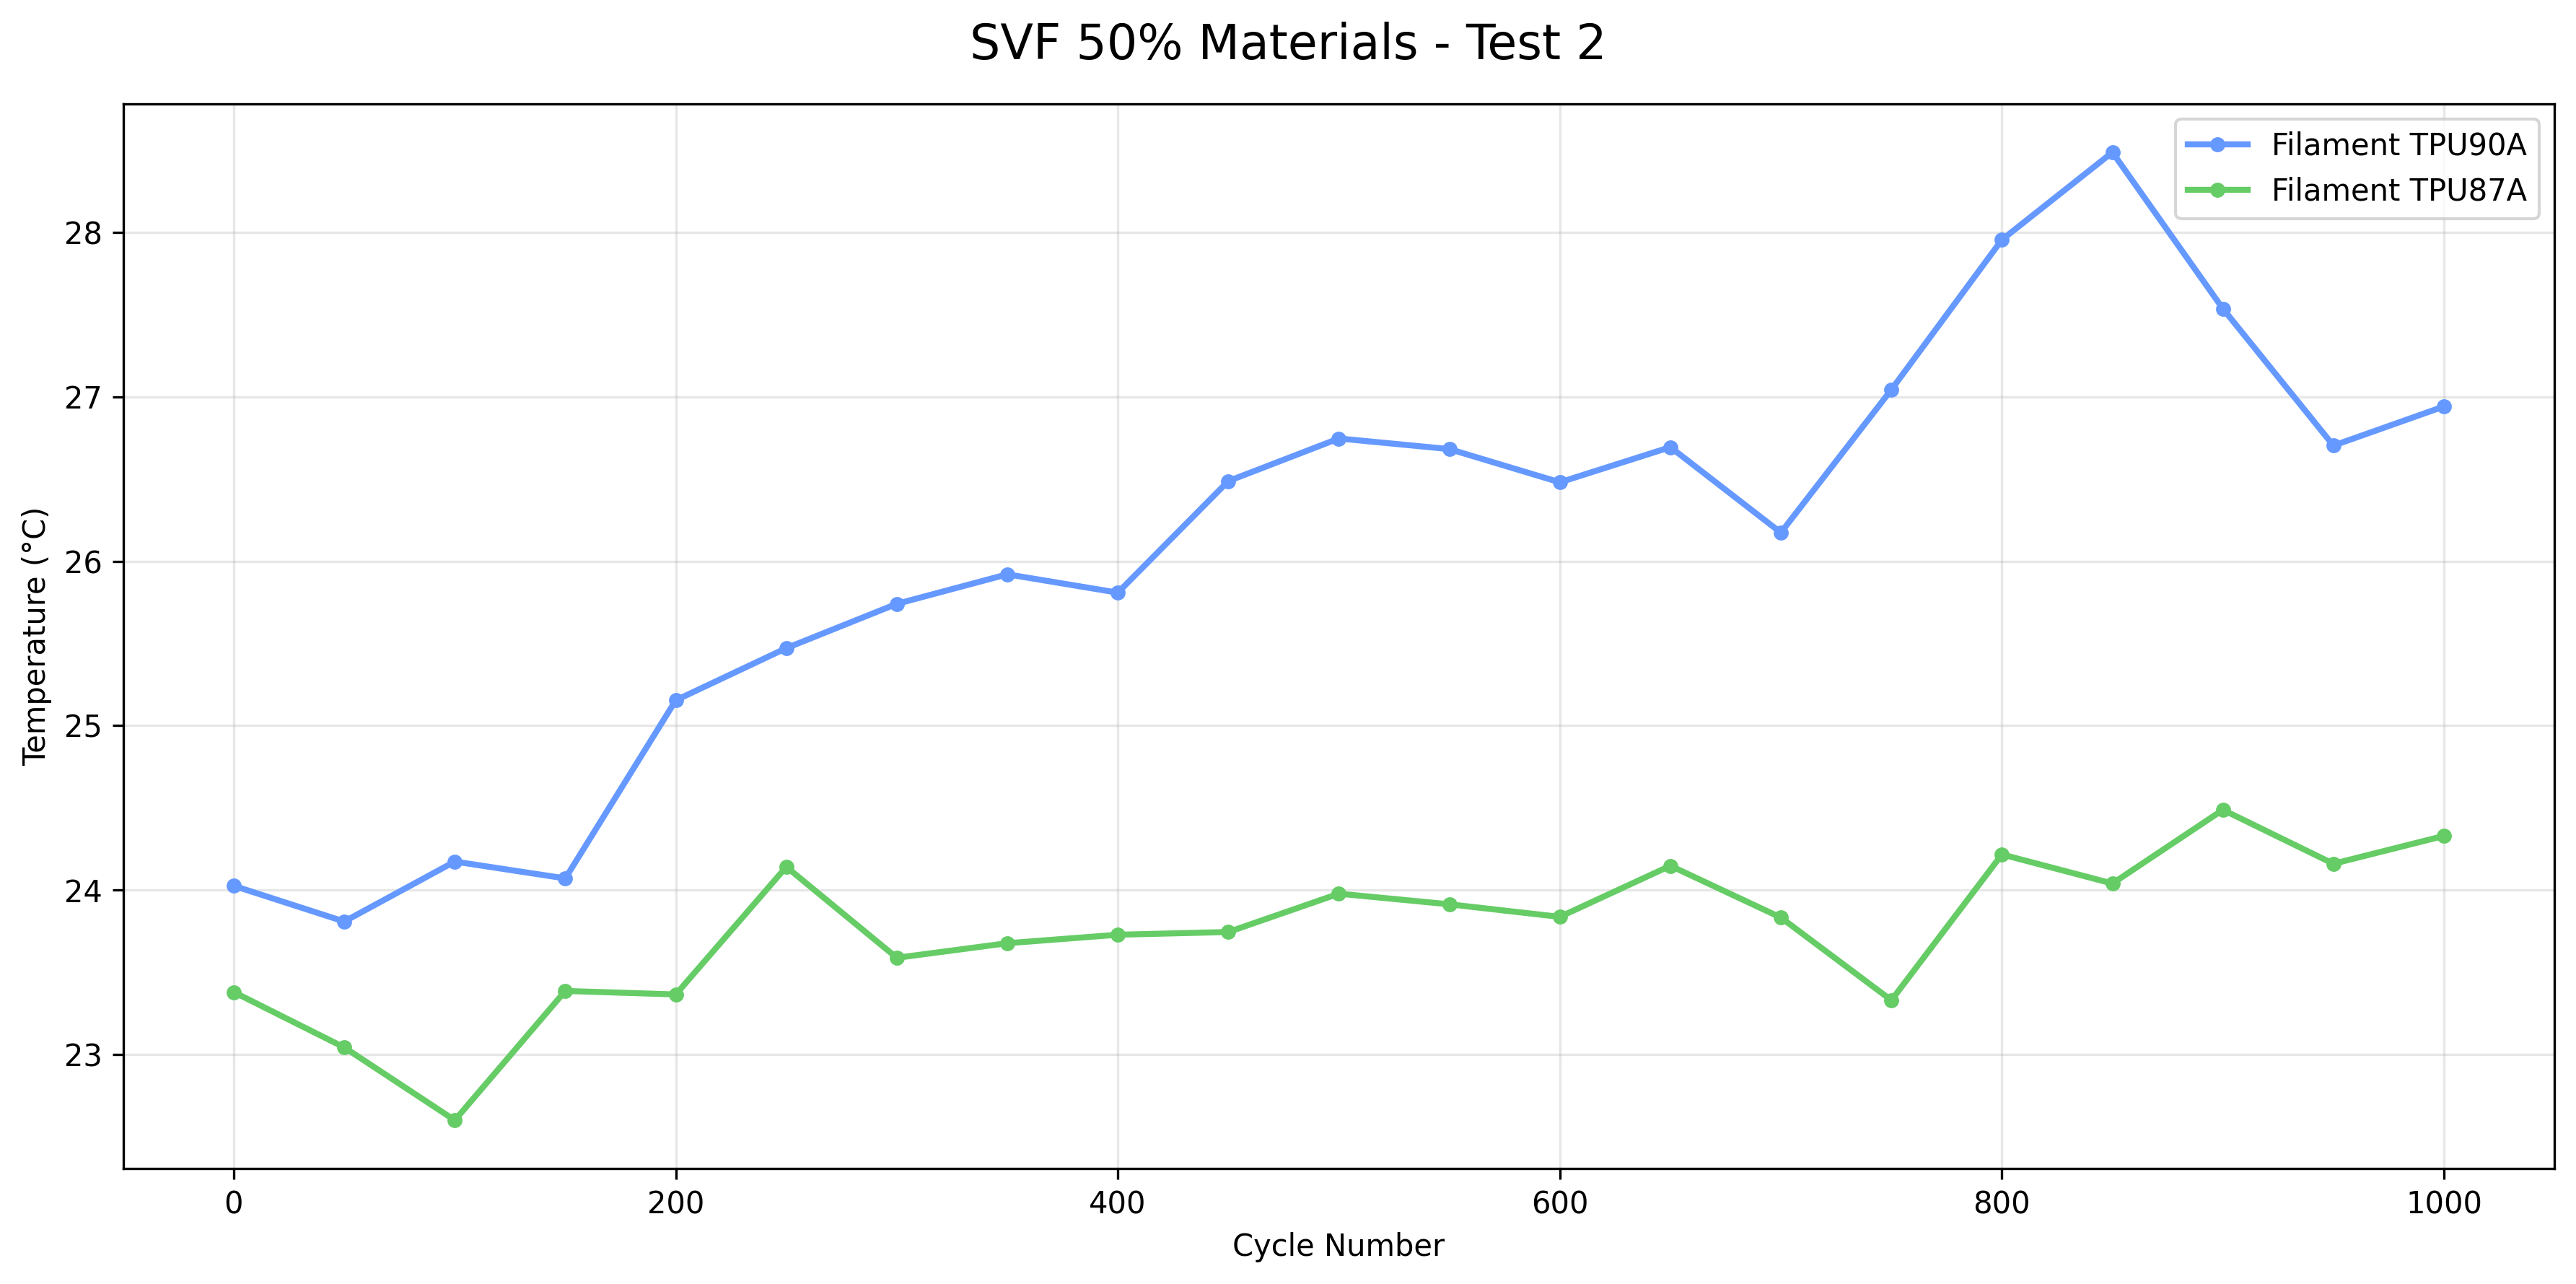 SVF 50% Materials - Test 2
Filament TPU90A
Filament TPU87A
Temperature (°C)
28
27
26
25
24
23
0 200 400 600 800 1000
Cycle Number